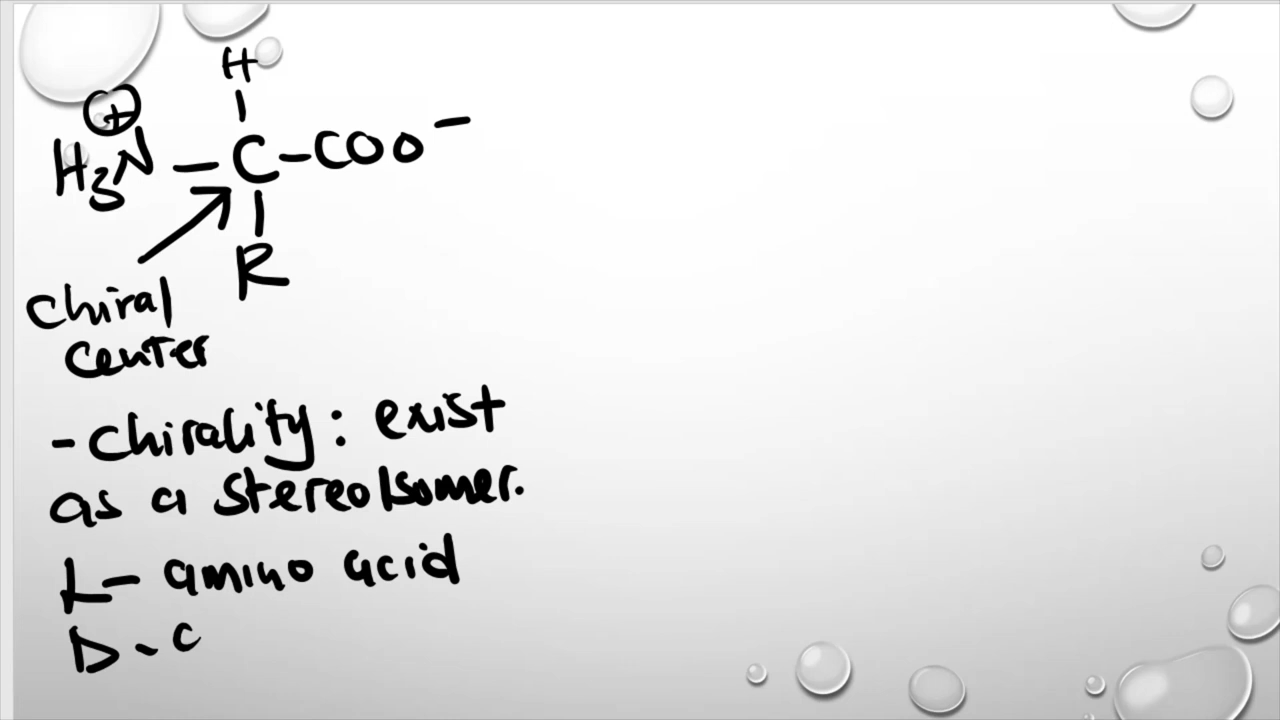 H
⊕
H3N – C – COO⁻
R
Chiral
center
- Chirality: exist
as a stereoIsomer.
L- amino acid
D - a